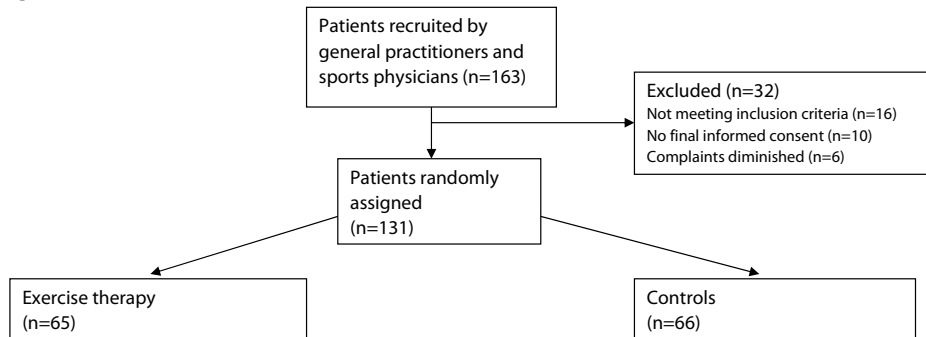 Patients recruited by
general practitioners and
sports physicians (n=163)
Excluded (n=32)
Not meeting inclusion criteria (n=16)
No final informed consent (n=10)
Complaints diminished (n=6)
Patients randomly
assigned
(n=131)
Exercise therapy
(n=65)
Controls
(n=66)